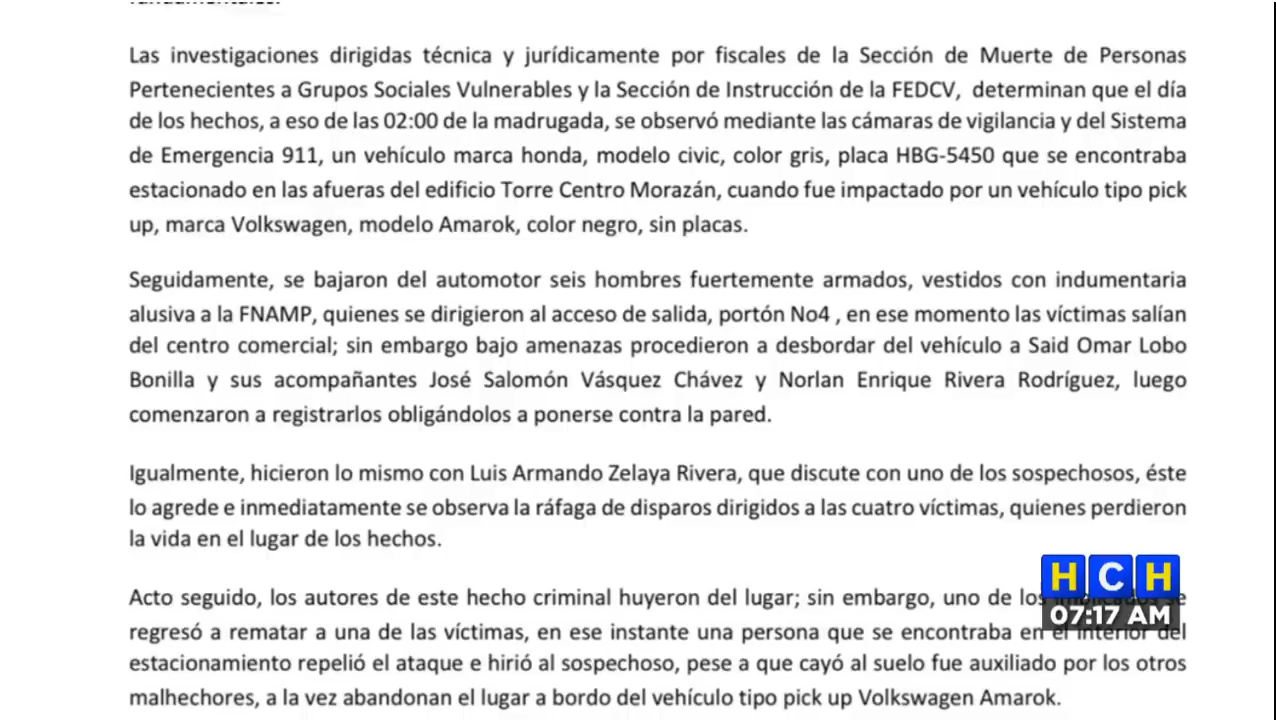 Las investigaciones dirigidas técnica y jurídicamente por fiscales de la Sección de Muerte de Personas
Pertenecientes a Grupos Sociales Vulnerables y la Sección de Instrucción de la FEDCV, determinan que el día
de los hechos, a eso de las 02:00 de la madrugada, se observó mediante las cámaras de vigilancia y del Sistema
de Emergencia 911, un vehículo marca honda, modelo civic, color gris, placa HBG-5450 que se encontraba
estacionado en las afueras del edificio Torre Centro Morazán, cuando fue impactado por un vehículo tipo pick
up, marca Volkswagen, modelo Amarok, color negro, sin placas.
Seguidamente, se bajaron del automotor seis hombres fuertemente armados, vestidos con indumentaria
alusiva a la FNAMP, quienes se dirigieron al acceso de salida, portón No4 , en ese momento las víctimas salían
del centro comercial; sin embargo bajo amenazas procedieron a desbordar del vehículo a Said Omar Lobo
Bonilla y sus acompañantes José Salomón Vásquez Chávez y Norlan Enrique Rivera Rodríguez, luego
comenzaron a registrarlos obligándolos a ponerse contra la pared.
Igualmente, hicieron lo mismo con Luis Armando Zelaya Rivera, que discute con uno de los sospechosos, éste
lo agrede e inmediatamente se observa la ráfaga de disparos dirigidos a las cuatro víctimas, quienes perdieron
la vida en el lugar de los hechos.
Acto seguido, los autores de este hecho criminal huyeron del lugar; sin embargo, uno de los implicados se
regresó a rematar a una de las víctimas, en ese instante una persona que se encontraba en el interior del
estacionamiento repelió el ataque e hirió al sospechoso, pese a que cayó al suelo fue auxiliado por los otros
malhechores, a la vez abandonan el lugar a bordo del vehículo tipo pick up Volkswagen Amarok.
HCH
07:17 AM